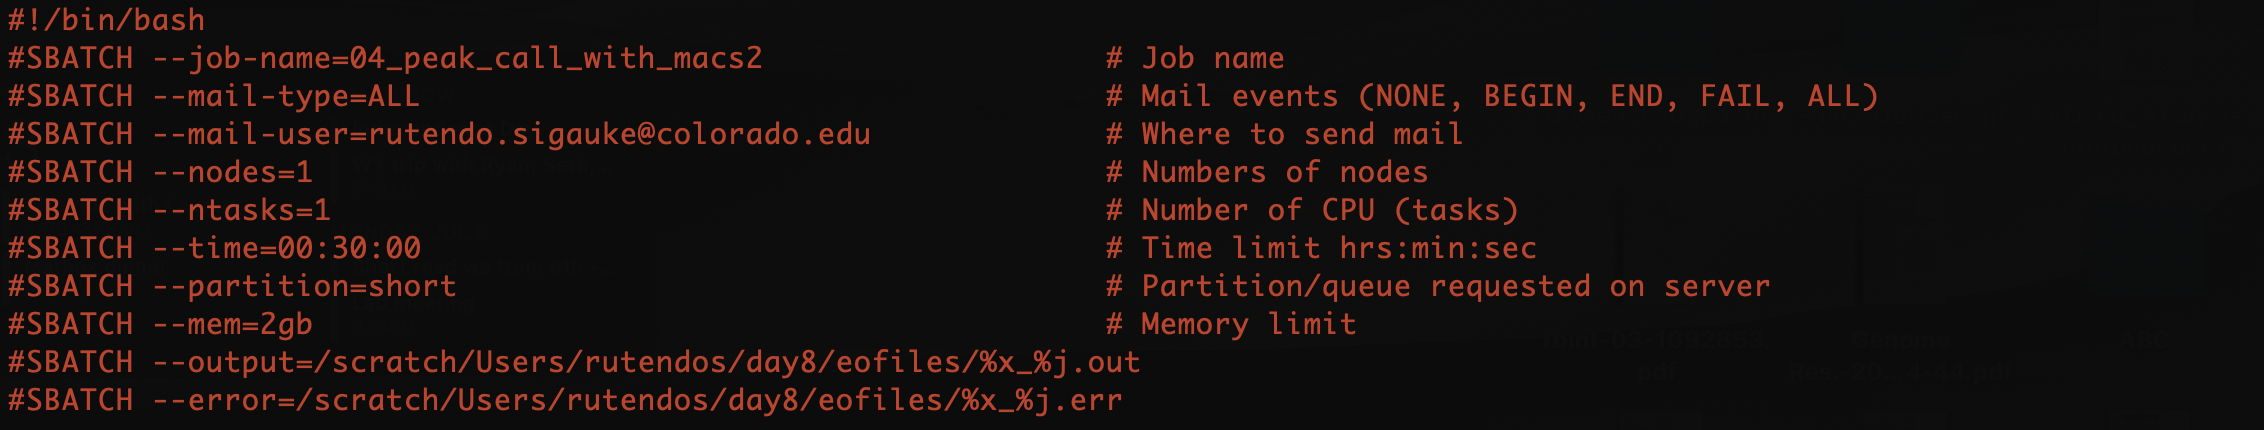 #!/bin/bash
#SBATCH --job-name=04_peak_call_with_macs2 # Job name
#SBATCH --mail-type=ALL # Mail events (NONE, BEGIN, END, FAIL, ALL)
#SBATCH --mail-user=rutendo.sigauke@colorado.edu # Where to send mail
#SBATCH --nodes=1 # Numbers of nodes
#SBATCH --ntasks=1 # Number of CPU (tasks)
#SBATCH --time=00:30:00 # Time limit hrs:min:sec
#SBATCH --partition=short # Partition/queue requested on server
#SBATCH --mem=2gb # Memory limit
#SBATCH --output=/scratch/Users/rutendos/day8/eofiles/%x_%j.out
#SBATCH --error=/scratch/Users/rutendos/day8/eofiles/%x_%j.err